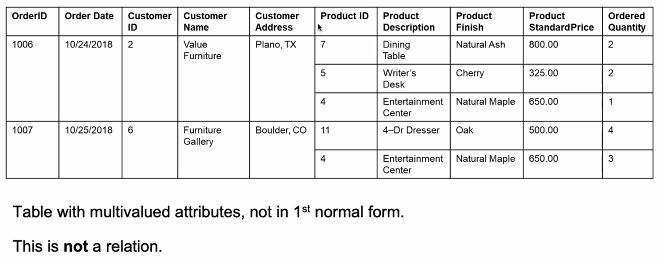 OrderID Order Date Customer ID Customer Name Customer Address Product ID Product Description Product Finish Product StandardPrice Ordered Quantity
1006 10/24/2018 2 Value Furniture Plano, TX 7 Dining Table Natural Ash 800.00 2
5 Writer's Desk Cherry 325.00 2
4 Entertainment Center Natural Maple 650.00 1
1007 10/25/2018 6 Furniture Gallery Boulder, CO 11 4–Dr Dresser Oak 500.00 4
4 Entertainment Center Natural Maple 650.00 3
Table with multivalued attributes, not in 1st normal form.
This is not a relation.